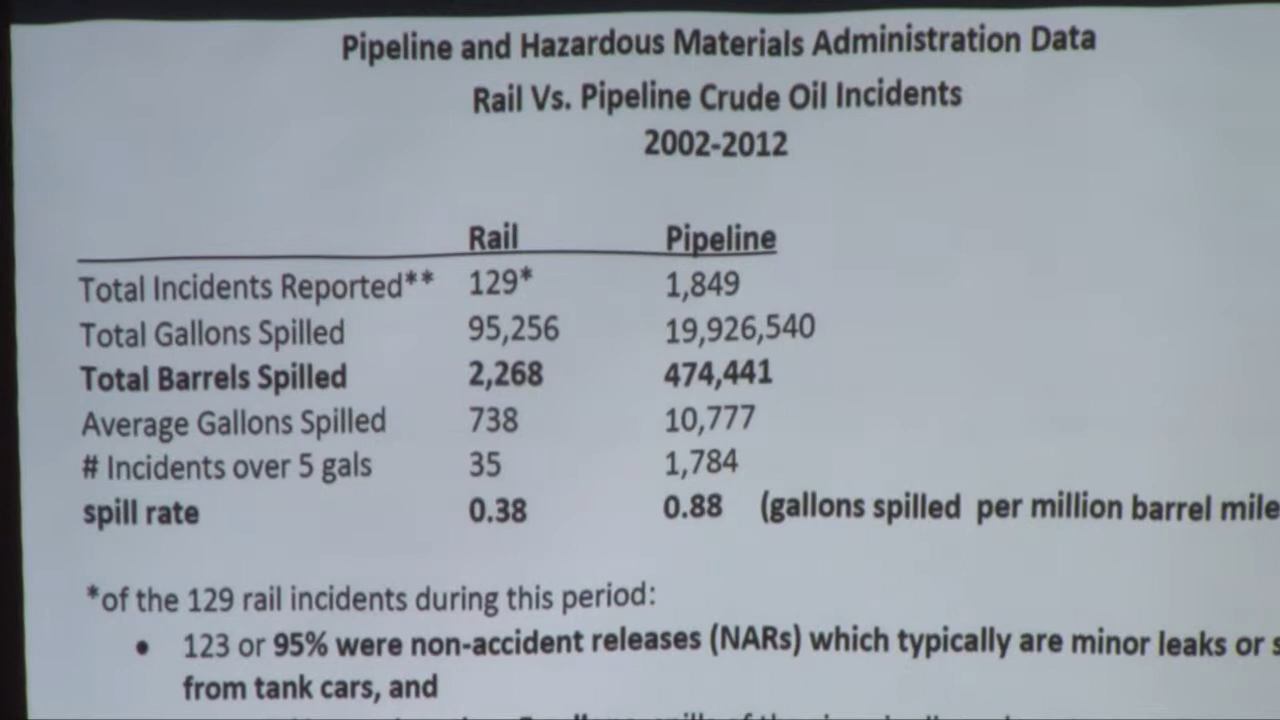 Pipeline and Hazardous Materials Administration Data
Rail Vs. Pipeline Crude Oil Incidents
2002-2012
Rail Pipeline
Total Incidents Reported** 129* 1,849
Total Gallons Spilled 95,256 19,926,540
Total Barrels Spilled 2,268 474,441
Average Gallons Spilled 738 10,777
# Incidents over 5 gals 35 1,784
spill rate 0.38 0.88 (gallons spilled per million barrel mile
*of the 129 rail incidents during this period:
• 123 or 95% were non-accident releases (NARs) which typically are minor leaks or
from tank cars, and